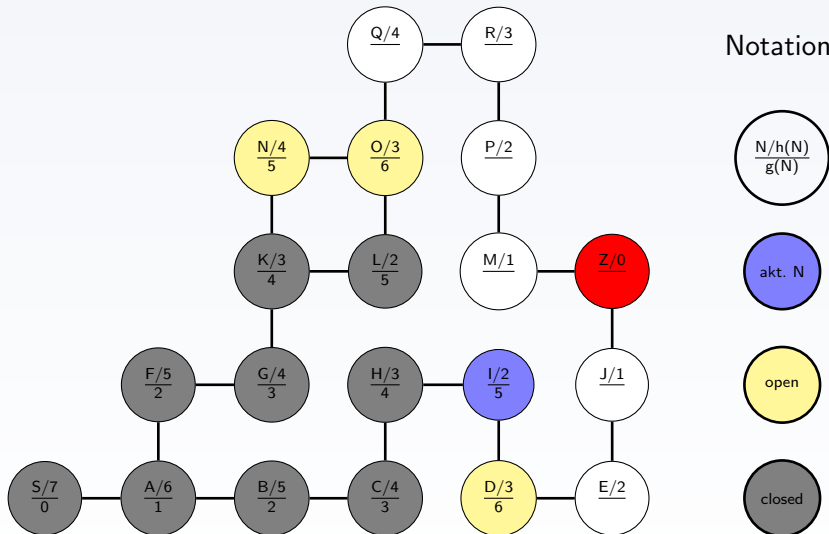 Q/4
R/3
Notation
N/4
5
O/3
6
P/2
N/h(N)
g(N)
K/3
4
L/2
5
M/1
Z/0
akt. N
F/5
2
G/4
3
H/3
4
I/2
5
J/1
open
S/7
0
A/6
1
B/5
2
C/4
3
D/3
6
E/2
closed